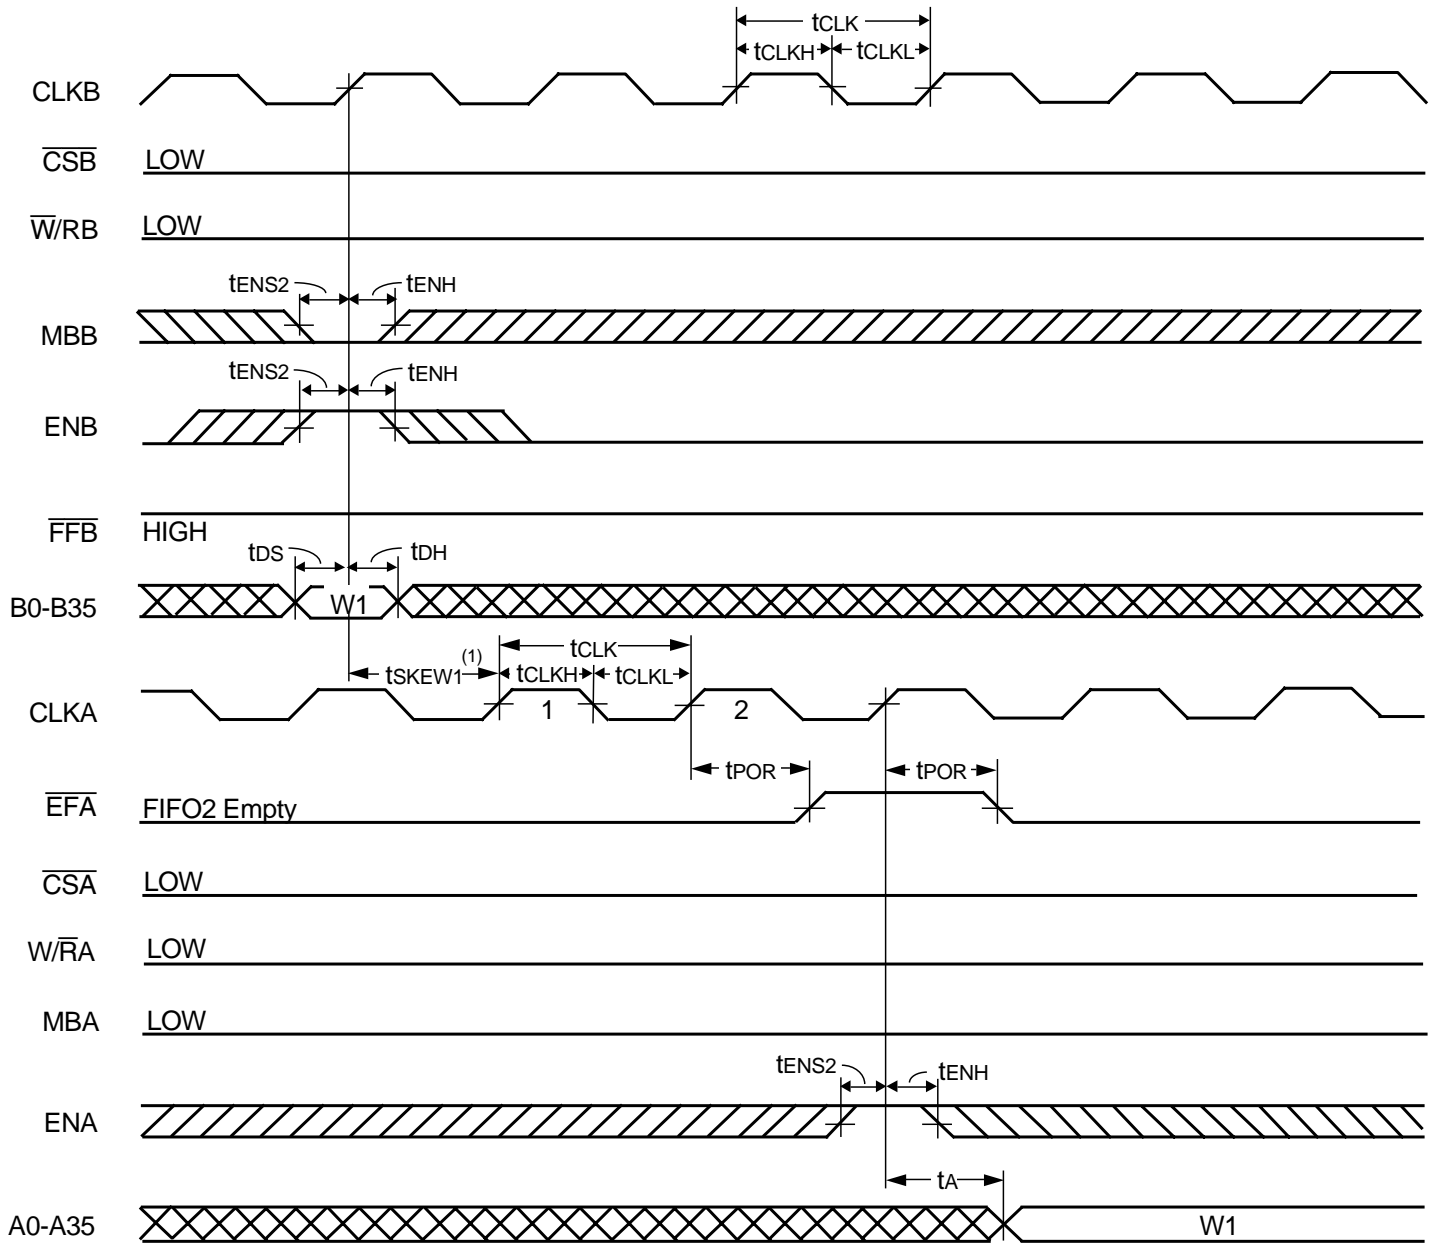 tCLK
tCLKH tCLKL
CLKB
CSB LOW
W/RB LOW
tENS2 tENH
MBB
tENS2 tENH
ENB
FFB HIGH
tDS tDH
B0-B35 W1
tCLK
tSKEW1(1) tCLKH tCLKL
CLKA 1 2
tPOR tPOR
EFA FIFO2 Empty
CSA LOW
W/RA LOW
MBA LOW
tENS2 tENH
ENA
tA
A0-A35 W1